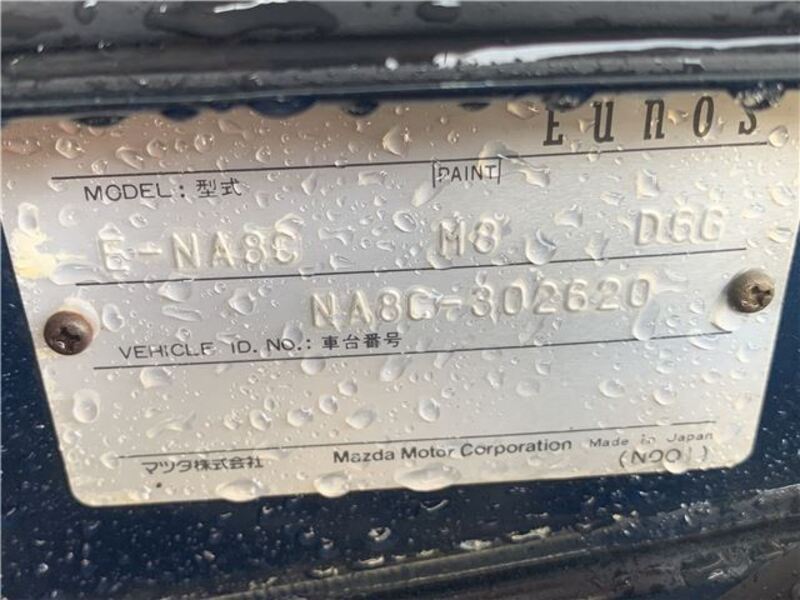 EUNOS
MODEL: 型式 PAINT
E-NA8C M8 D6G
NA8C-302620
VEHICLE ID. NO.: 車台番号
マツダ株式会社 Mazda Motor Corporation Made in Japan
(N001)